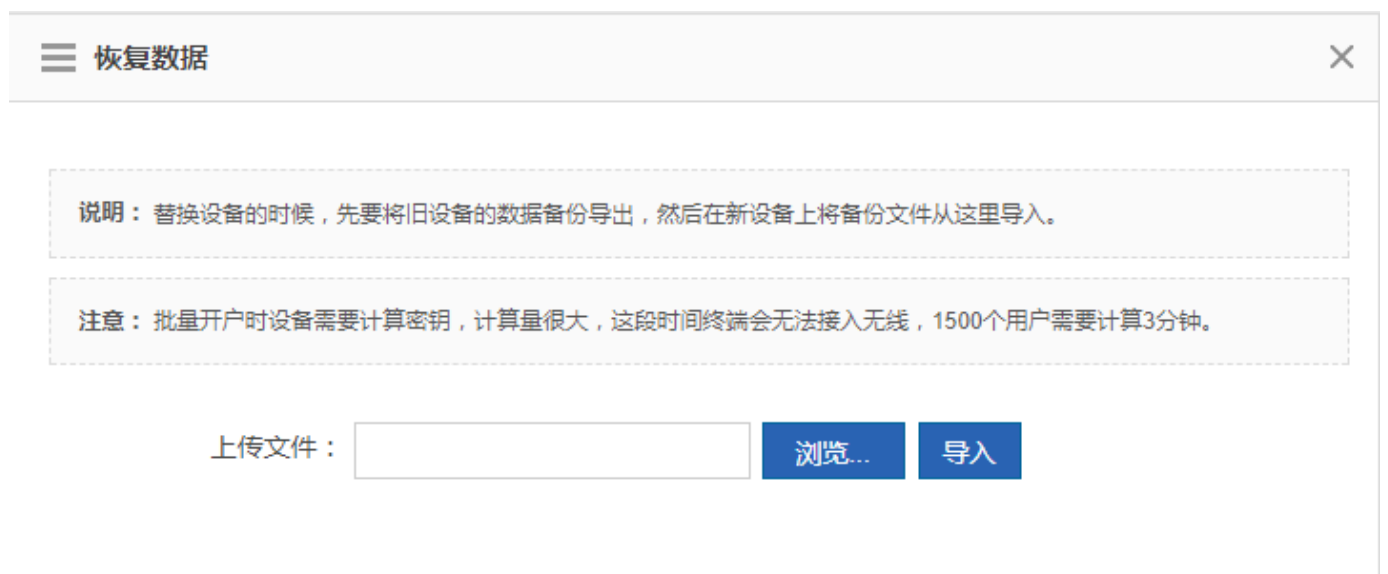 恢复数据
说明：替换设备的时候，先要将旧设备的数据备份导出，然后在新设备上将备份文件从这里导入。
注意：批量开户时设备需要计算密钥，计算量很大，这段时间终端会无法接入无线，1500个用户需要计算3分钟。
上传文件： 浏览... 导入